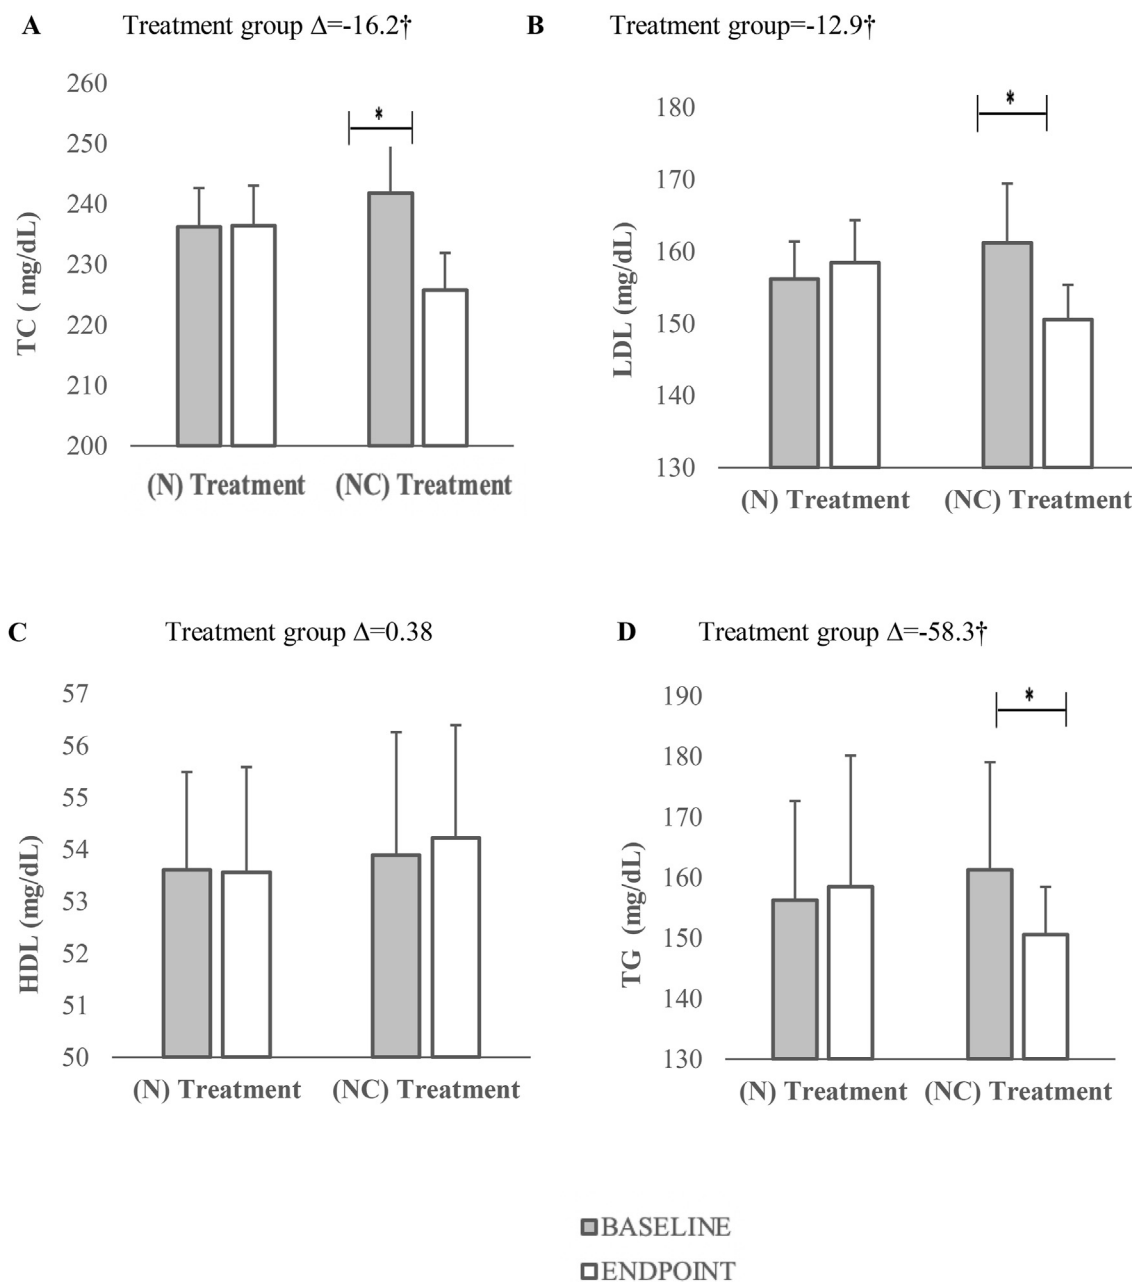 A Treatment group Δ=-16.2†
260
250
240
230
220
210
200
TC ( mg/dL)
*
(N) Treatment (NC) Treatment
B Treatment group=-12.9†
180
170
160
150
140
130
LDL (mg/dL)
*
(N) Treatment (NC) Treatment
C Treatment group Δ=0.38
57
56
55
54
53
52
51
50
HDL (mg/dL)
(N) Treatment (NC) Treatment
D Treatment group Δ=-58.3†
190
180
170
160
150
140
130
TG (mg/dL)
*
(N) Treatment (NC) Treatment
BASELINE
ENDPOINT